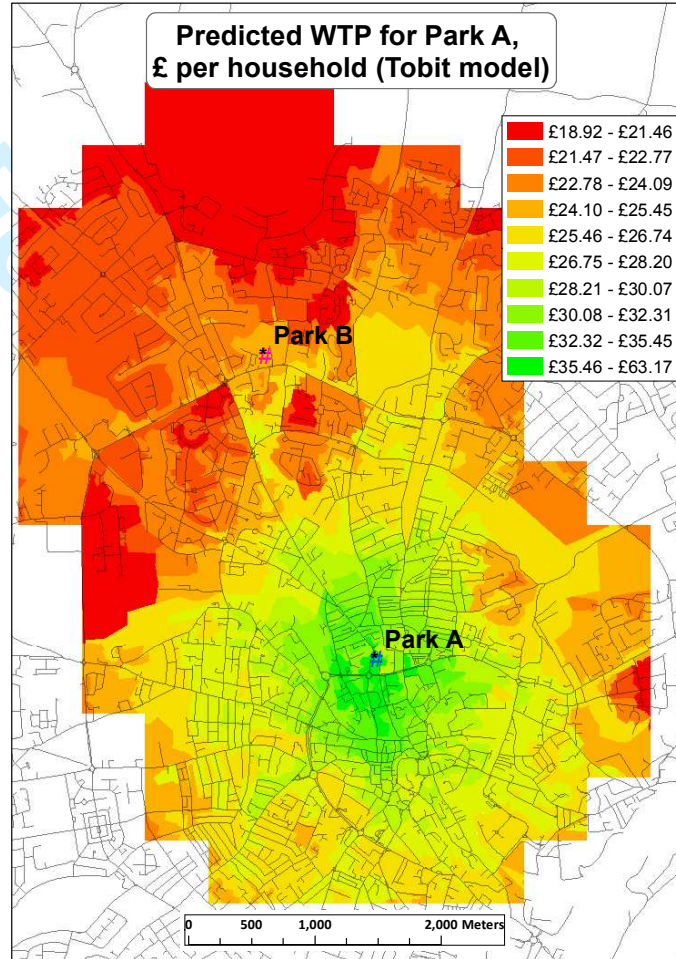 Predicted WTP for Park A,
£ per household (Tobit model)
£18.92 - £21.46
£21.47 - £22.77
£22.78 - £24.09
£24.10 - £25.45
£25.46 - £26.74
£26.75 - £28.20
£28.21 - £30.07
£30.08 - £32.31
£32.32 - £35.45
£35.46 - £63.17
Park B
*
#
Park A
*
#
0 500 1,000 2,000 Meters